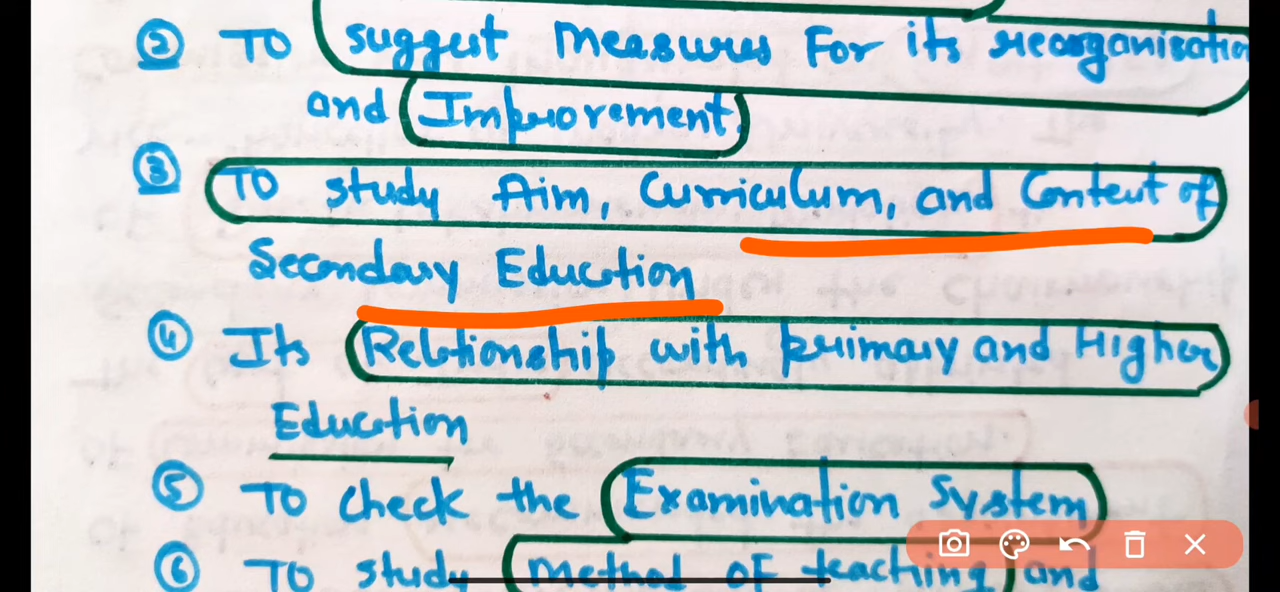 ② TO suggest Measures For its reorganisation
and Improvement.
③ TO study Aim, Curriculum, and Content of
Secondary Education
④ Its Relationship with primary and Higher
Education
⑤ TO check the Examination System
⑥ TO study method of teaching and